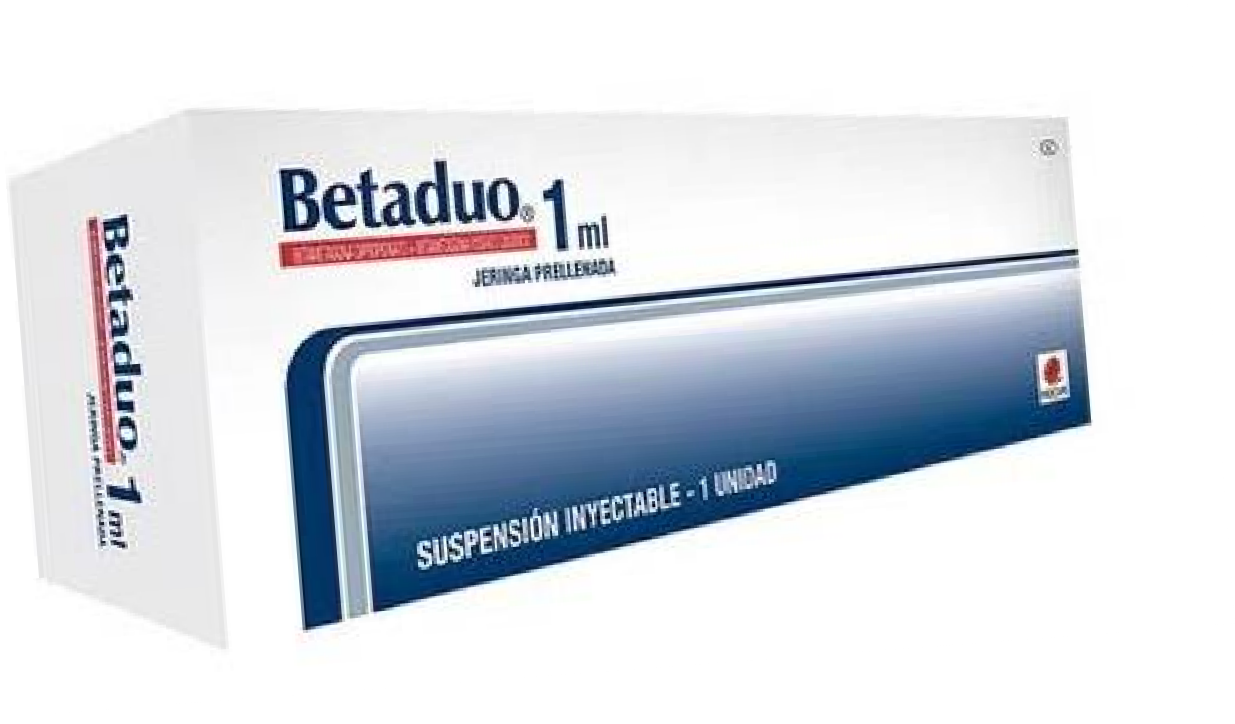 Betaduo® 1 ml
JERINGA PRELLENADA
SUSPENSIÓN INYECTABLE - 1 UNIDAD
Betaduo® 1 ml
JERINGA PRELLENADA